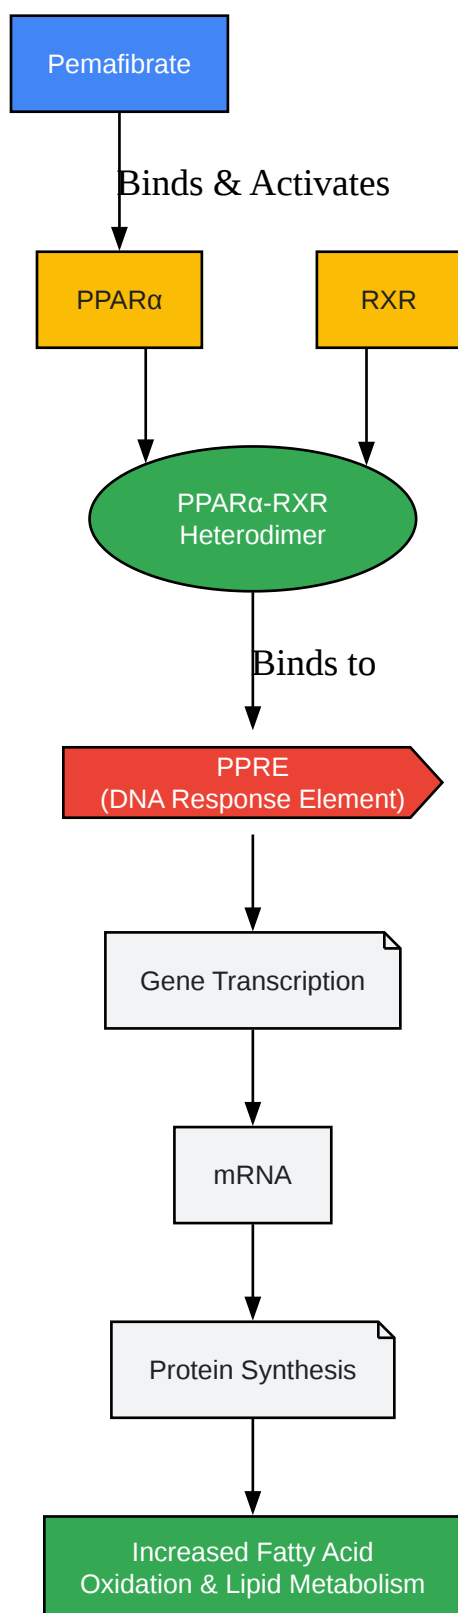 Pemafibrate
Binds & Activates
PPARα
RXR
PPARα-RXR
Heterodimer
Binds to
PPRE
(DNA Response Element)
Gene Transcription
mRNA
Protein Synthesis
Increased Fatty Acid
Oxidation & Lipid Metabolism